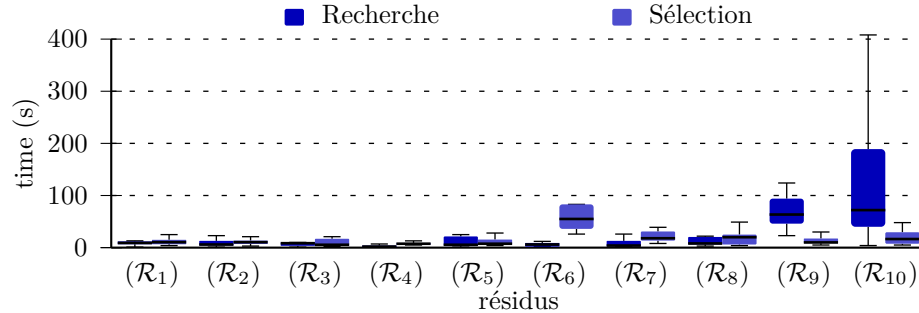 Recherche Sélection
400
300
200
100
0
time (s)
(R1) (R2) (R3) (R4) (R5) (R6) (R7) (R8) (R9) (R10)
résidus